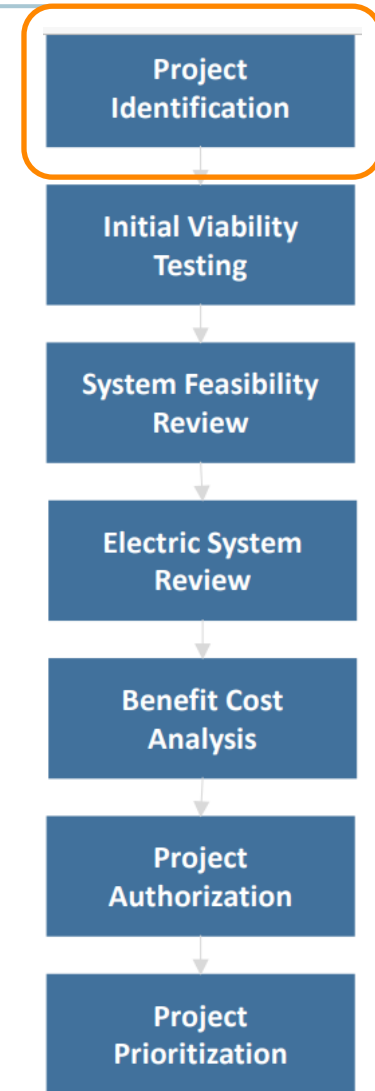 Project
Identification
Initial Viability
Testing
System Feasibility
Review
Electric System
Review
Benefit Cost
Analysis
Project
Authorization
Project
Prioritization